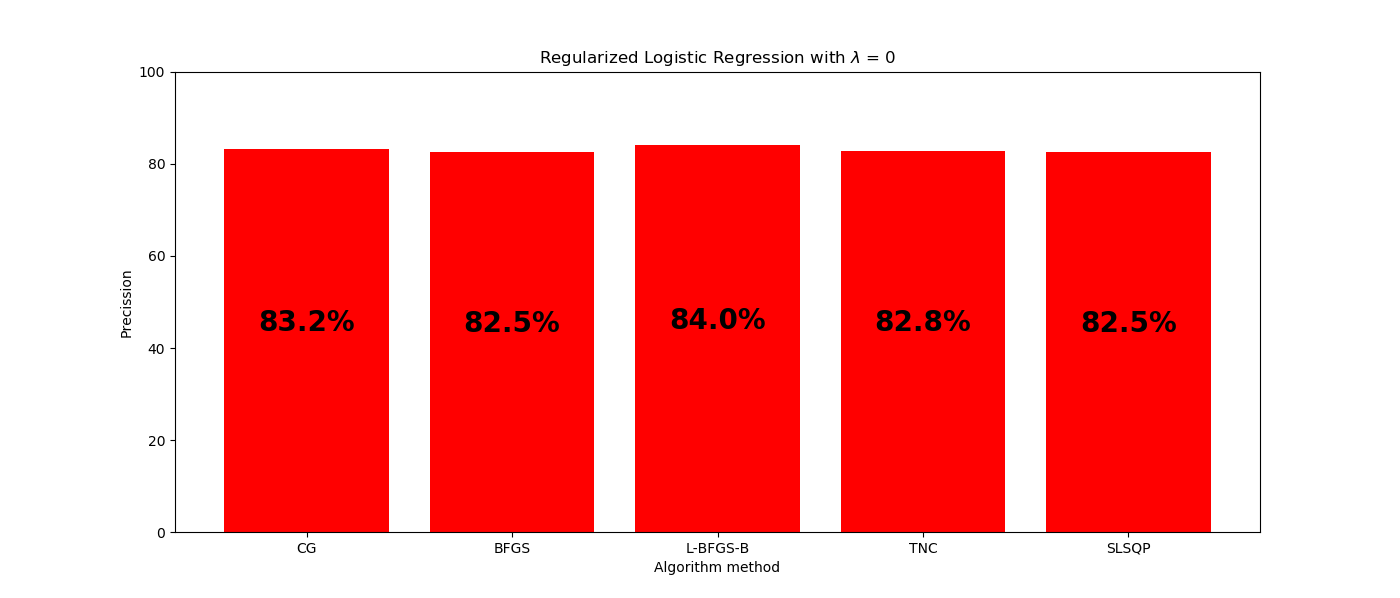 Regularized Logistic Regression with λ = 0
100
80
60
40
20
0
Precission
83.2%
82.5%
84.0%
82.8%
82.5%
CG
BFGS
L-BFGS-B
TNC
SLSQP
Algorithm method